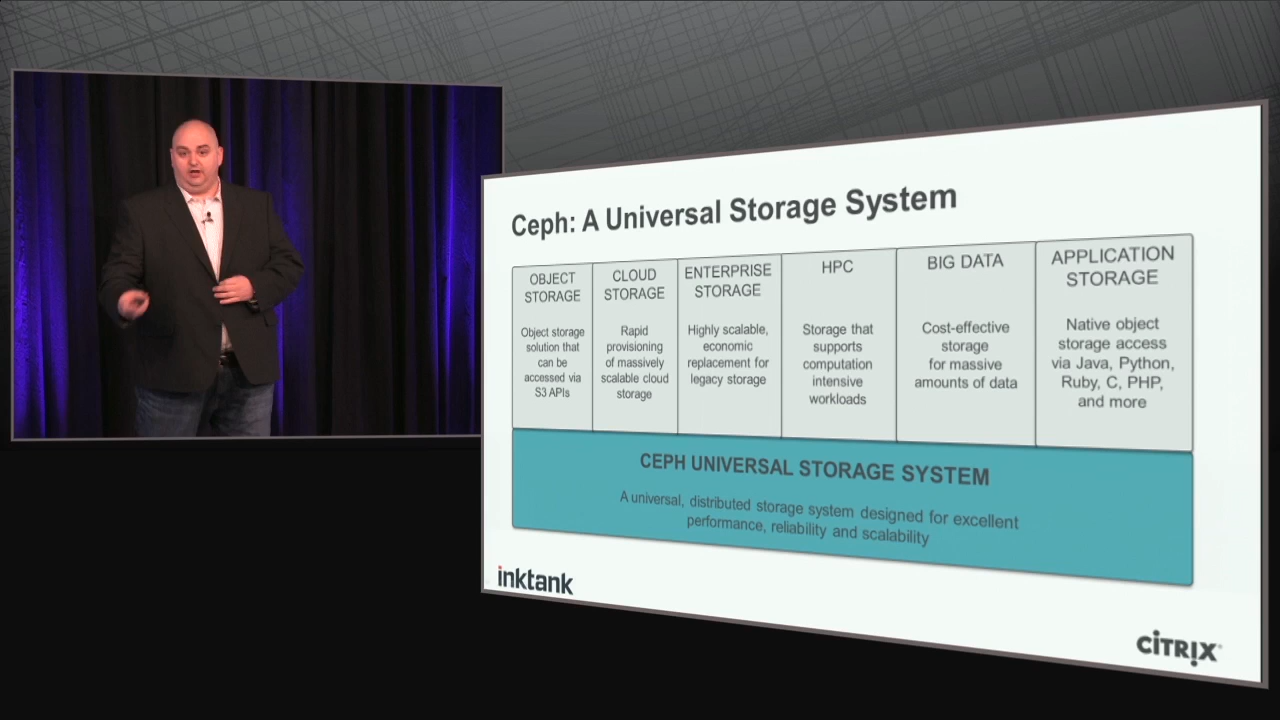 Ceph: A Universal Storage System
OBJECT
STORAGE
Object storage
solution that
can be
accessed via
S3 APIs
CLOUD
STORAGE
Rapid
provisioning
of massively
scalable cloud
storage
ENTERPRISE
STORAGE
Highly scalable,
economic
replacement for
legacy storage
HPC
Storage that
supports
computation
intensive
workloads
BIG DATA
Cost-effective
storage
for massive
amounts of data
APPLICATION
STORAGE
Native object
storage access
via Java, Python,
Ruby, C, PHP,
and more
CEPH UNIVERSAL STORAGE SYSTEM
A universal, distributed storage system designed for excellent
performance, reliability and scalability
inktank
CITRIX